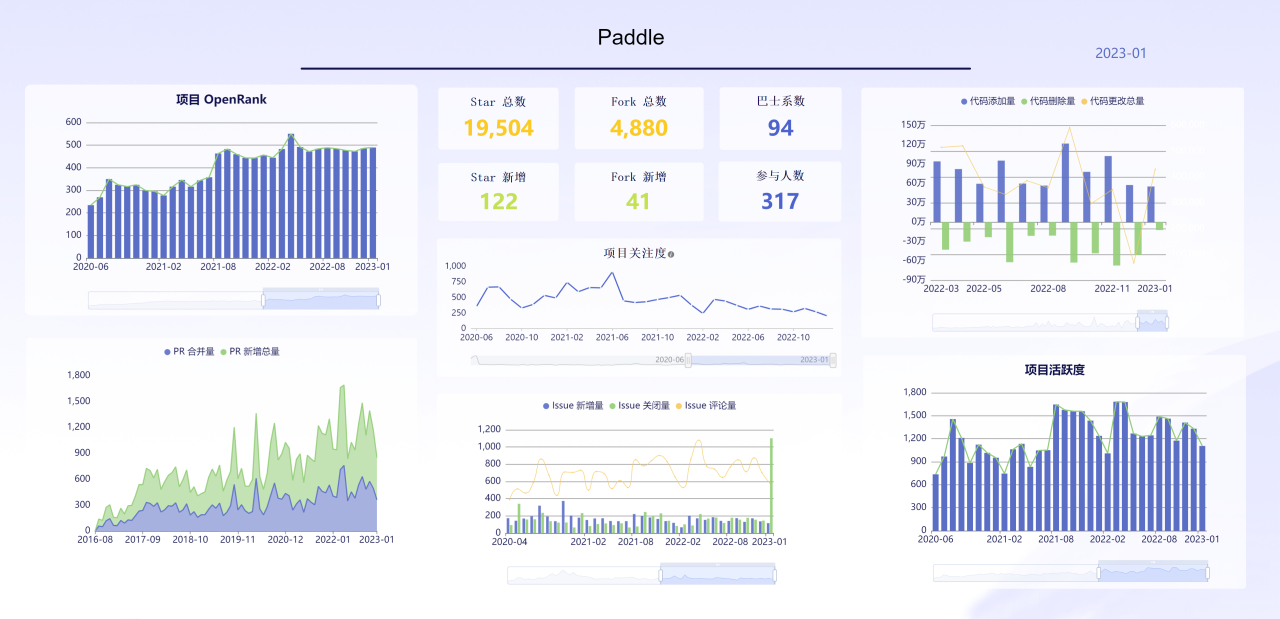 Paddle
2023-01
项目 OpenRank
600
500
400
300
200
100
0
2020-06 2021-02 2021-08 2022-02 2022-08 2023-01
PR 合并量 PR 新增总量
1,800
1,500
1,200
900
600
300
0
2016-08 2017-09 2018-10 2019-11 2020-12 2022-01 2023-01
Star 总数
19,504
Fork 总数
4,880
巴士系数
94
Star 新增
122
Fork 新增
41
参与人数
317
项目关注度
1,000
750
500
250
0
2020-06 2020-10 2021-02 2021-06 2021-10 2022-02 2022-06 2022-10
2020-06 2023-01
Issue 新增量 Issue 关闭量 Issue 评论量
1,200
1,000
800
600
400
200
0
2020-04 2021-02 2021-08 2022-02 2022-08 2023-01
代码添加量 代码删除量 代码更改总量
150万
120万
90万
60万
30万
0万
-30万
-60万
-90万
2022-03 2022-05 2022-08 2022-11 2023-01
项目活跃度
1,800
1,500
1,200
900
600
300
0
2020-06 2021-02 2021-08 2022-02 2022-08 2023-01